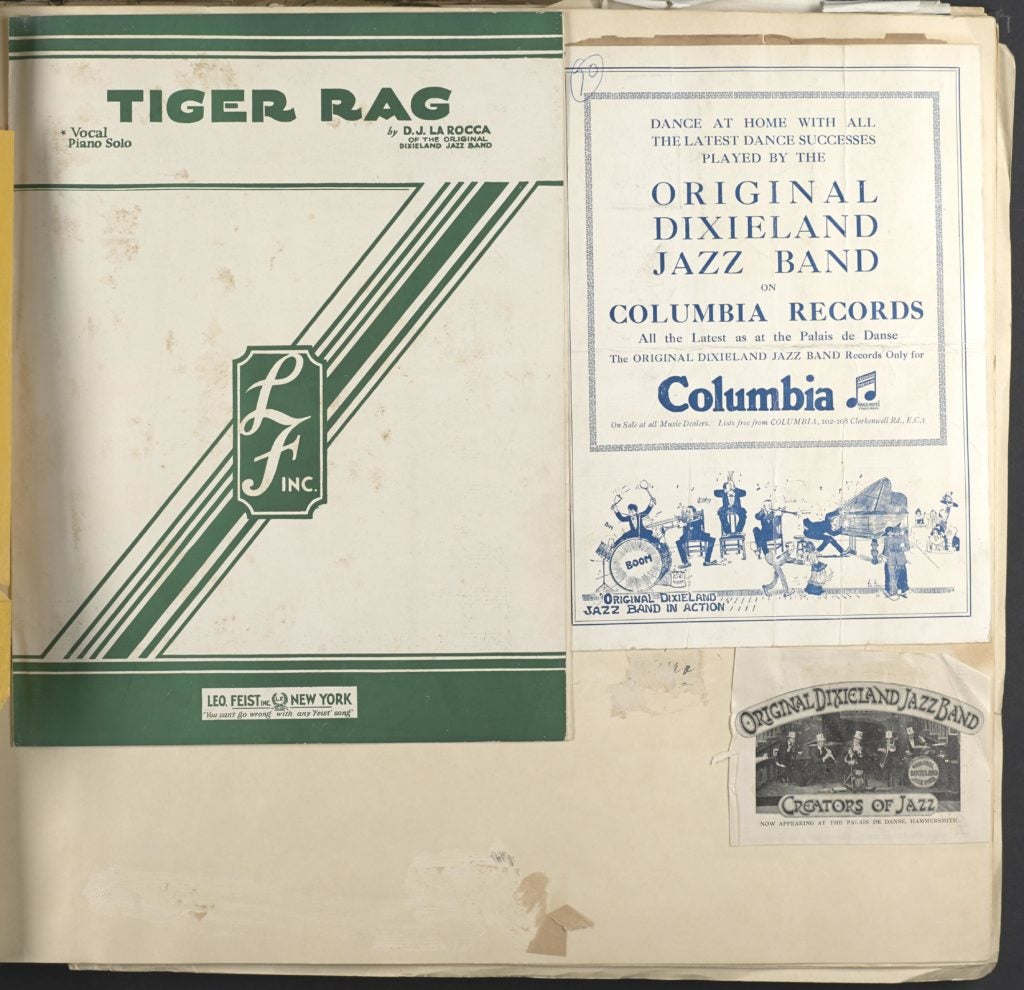 TIGER RAG
* Vocal
Piano Solo
by D.J. LA ROCCA
OF THE ORIGINAL
DIXIELAND JAZZ BAND
LF INC.
LEO. FEIST INC NEW YORK
"You can't go wrong with any 'Feist' song"
90
DANCE AT HOME WITH ALL
THE LATEST DANCE SUCCESSES
PLAYED BY THE
ORIGINAL
DIXIELAND
JAZZ BAND
ON
COLUMBIA RECORDS
All the Latest as at the Palais de Danse
The ORIGINAL DIXIELAND JAZZ BAND Records Only for
Columbia
On Sale at all Music Dealers. Lists free from COLUMBIA, 102-108 Clerkenwell Rd., E.C.1
BOOM
"ORIGINAL DIXIELAND
JAZZ BAND IN ACTION
ORIGINAL DIXIELAND JAZZ BAND
ORIGINAL
DIXIELAND
JAZZ BAND
CREATORS OF JAZZ
NOW APPEARING AT THE PALAIS DE DANSE, HAMMERSMITH.